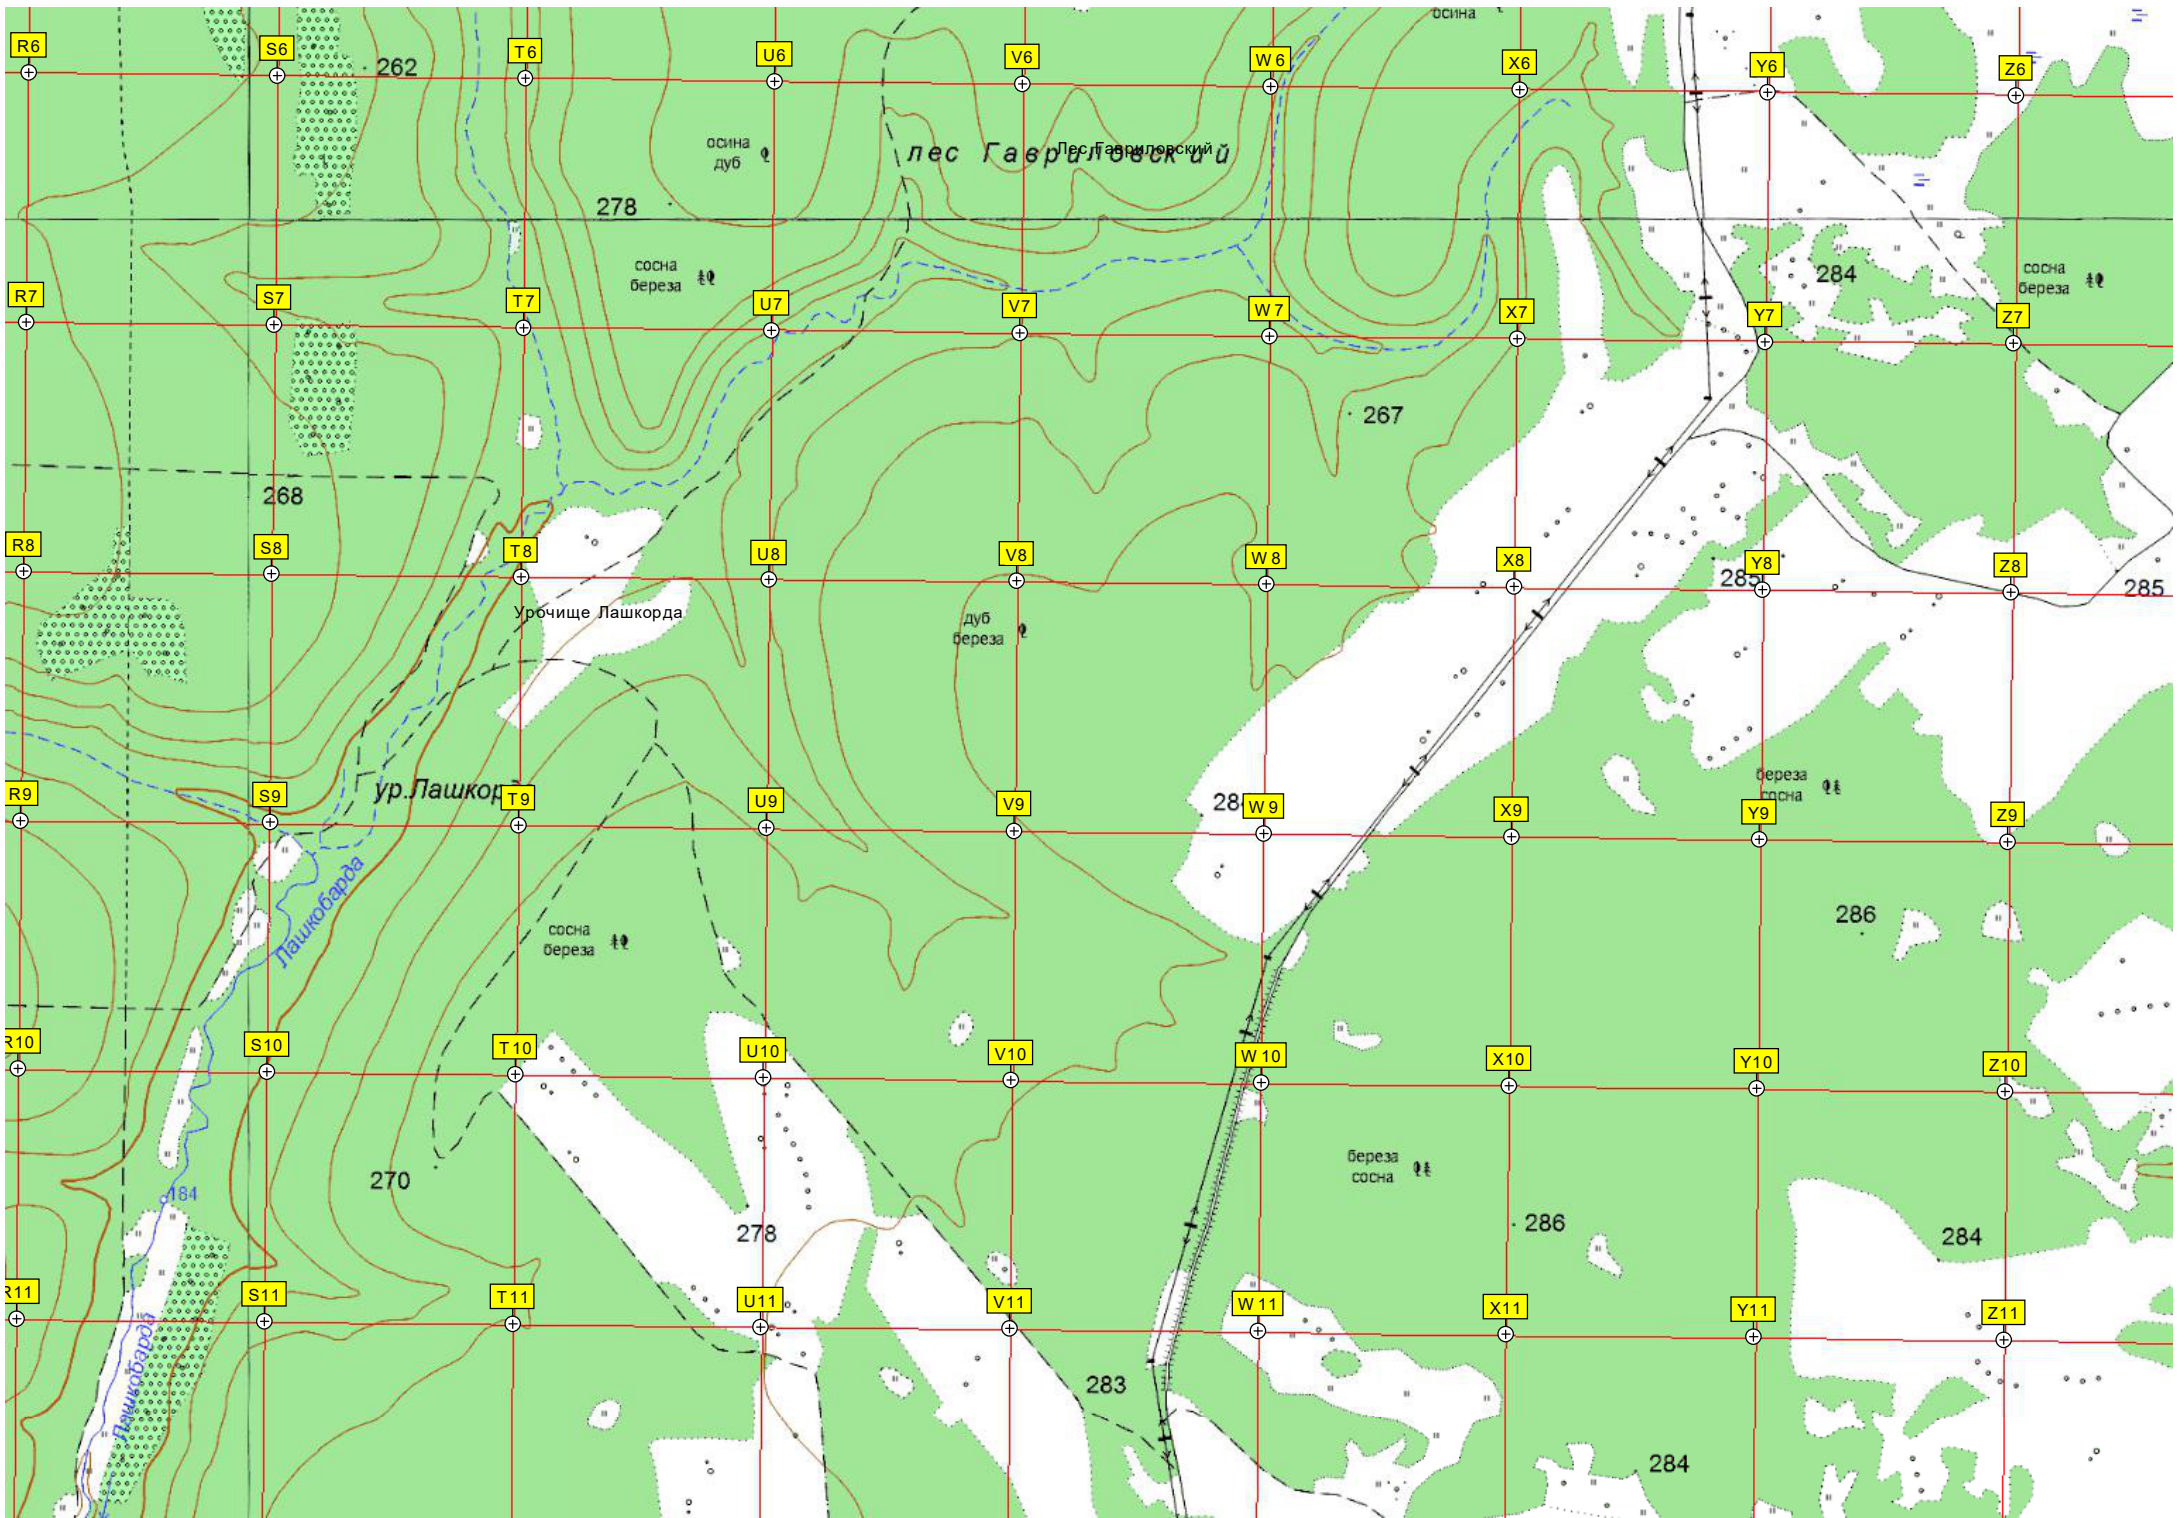 осина
R6
S6
262
T6
U6
V6
W6
X6
Y6
Z6
осина
дуб
лес Гавриловский
Лес Гавриловский
278
сосна
береза
284
сосна
береза
R7
S7
T7
U7
V7
W7
X7
Y7
Z7
267
268
R8
S8
T8
U8
V8
W8
X8
285
Y8
Z8
285
Урочище Лашкорда
дуб
береза
ур.Лашкорда
R9
S9
T9
U9
V9
284
W9
X9
береза
сосна
Y9
Z9
Лашкобарда
сосна
береза
286
R10
S10
T10
U10
V10
W10
X10
Y10
Z10
270
184
береза
сосна
278
286
284
R11
S11
T11
U11
V11
W11
X11
Y11
Z11
Лашкобарда
283
284